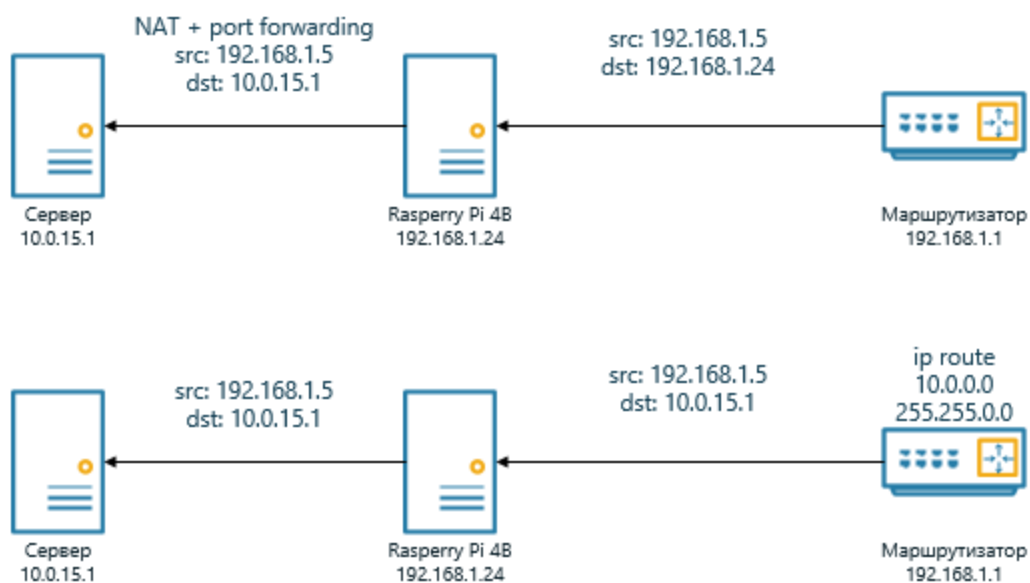 NAT + port forwarding
src: 192.168.1.5
dst: 10.0.15.1
src: 192.168.1.5
dst: 192.168.1.24
Сервер
10.0.15.1
Rasperry Pi 4B
192.168.1.24
Маршрутизатор
192.168.1.1
src: 192.168.1.5
dst: 10.0.15.1
src: 192.168.1.5
dst: 10.0.15.1
ip route
10.0.0.0
255.255.0.0
Сервер
10.0.15.1
Rasperry Pi 4B
192.168.1.24
Маршрутизатор
192.168.1.1